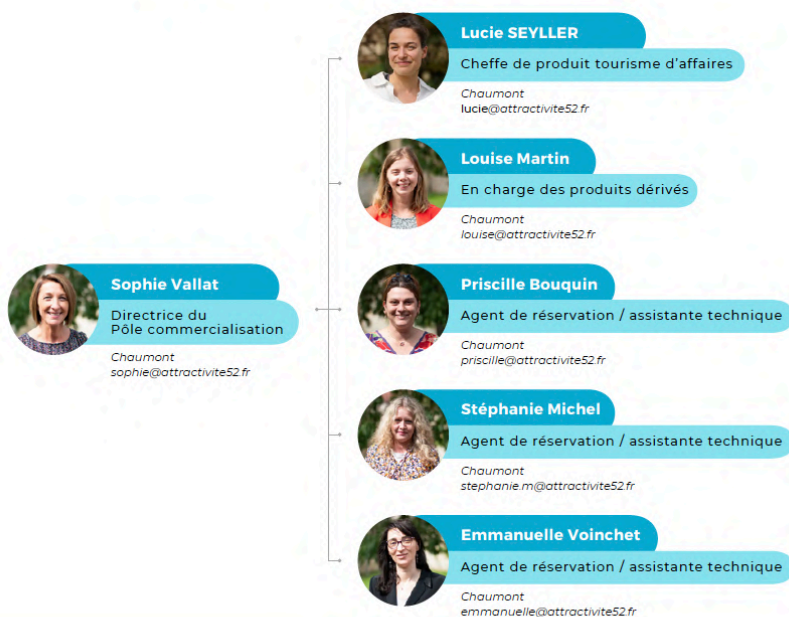 Lucie SEYLLER
Cheffe de produit tourisme d'affaires
Chaumont
lucie@attractivite52.fr
Louise Martin
En charge des produits dérivés
Chaumont
louise@attractivite52.fr
Sophie Vallat
Directrice du
Pôle commercialisation
Chaumont
sophie@attractivite52.fr
Priscille Bouquin
Agent de réservation / assistante technique
Chaumont
priscille@attractivite52.fr
Stéphanie Michel
Agent de réservation / assistante technique
Chaumont
stephanie.m@attractivite52.fr
Emmanuelle Voinchet
Agent de réservation / assistante technique
Chaumont
emmanuelle@attractivite52.fr